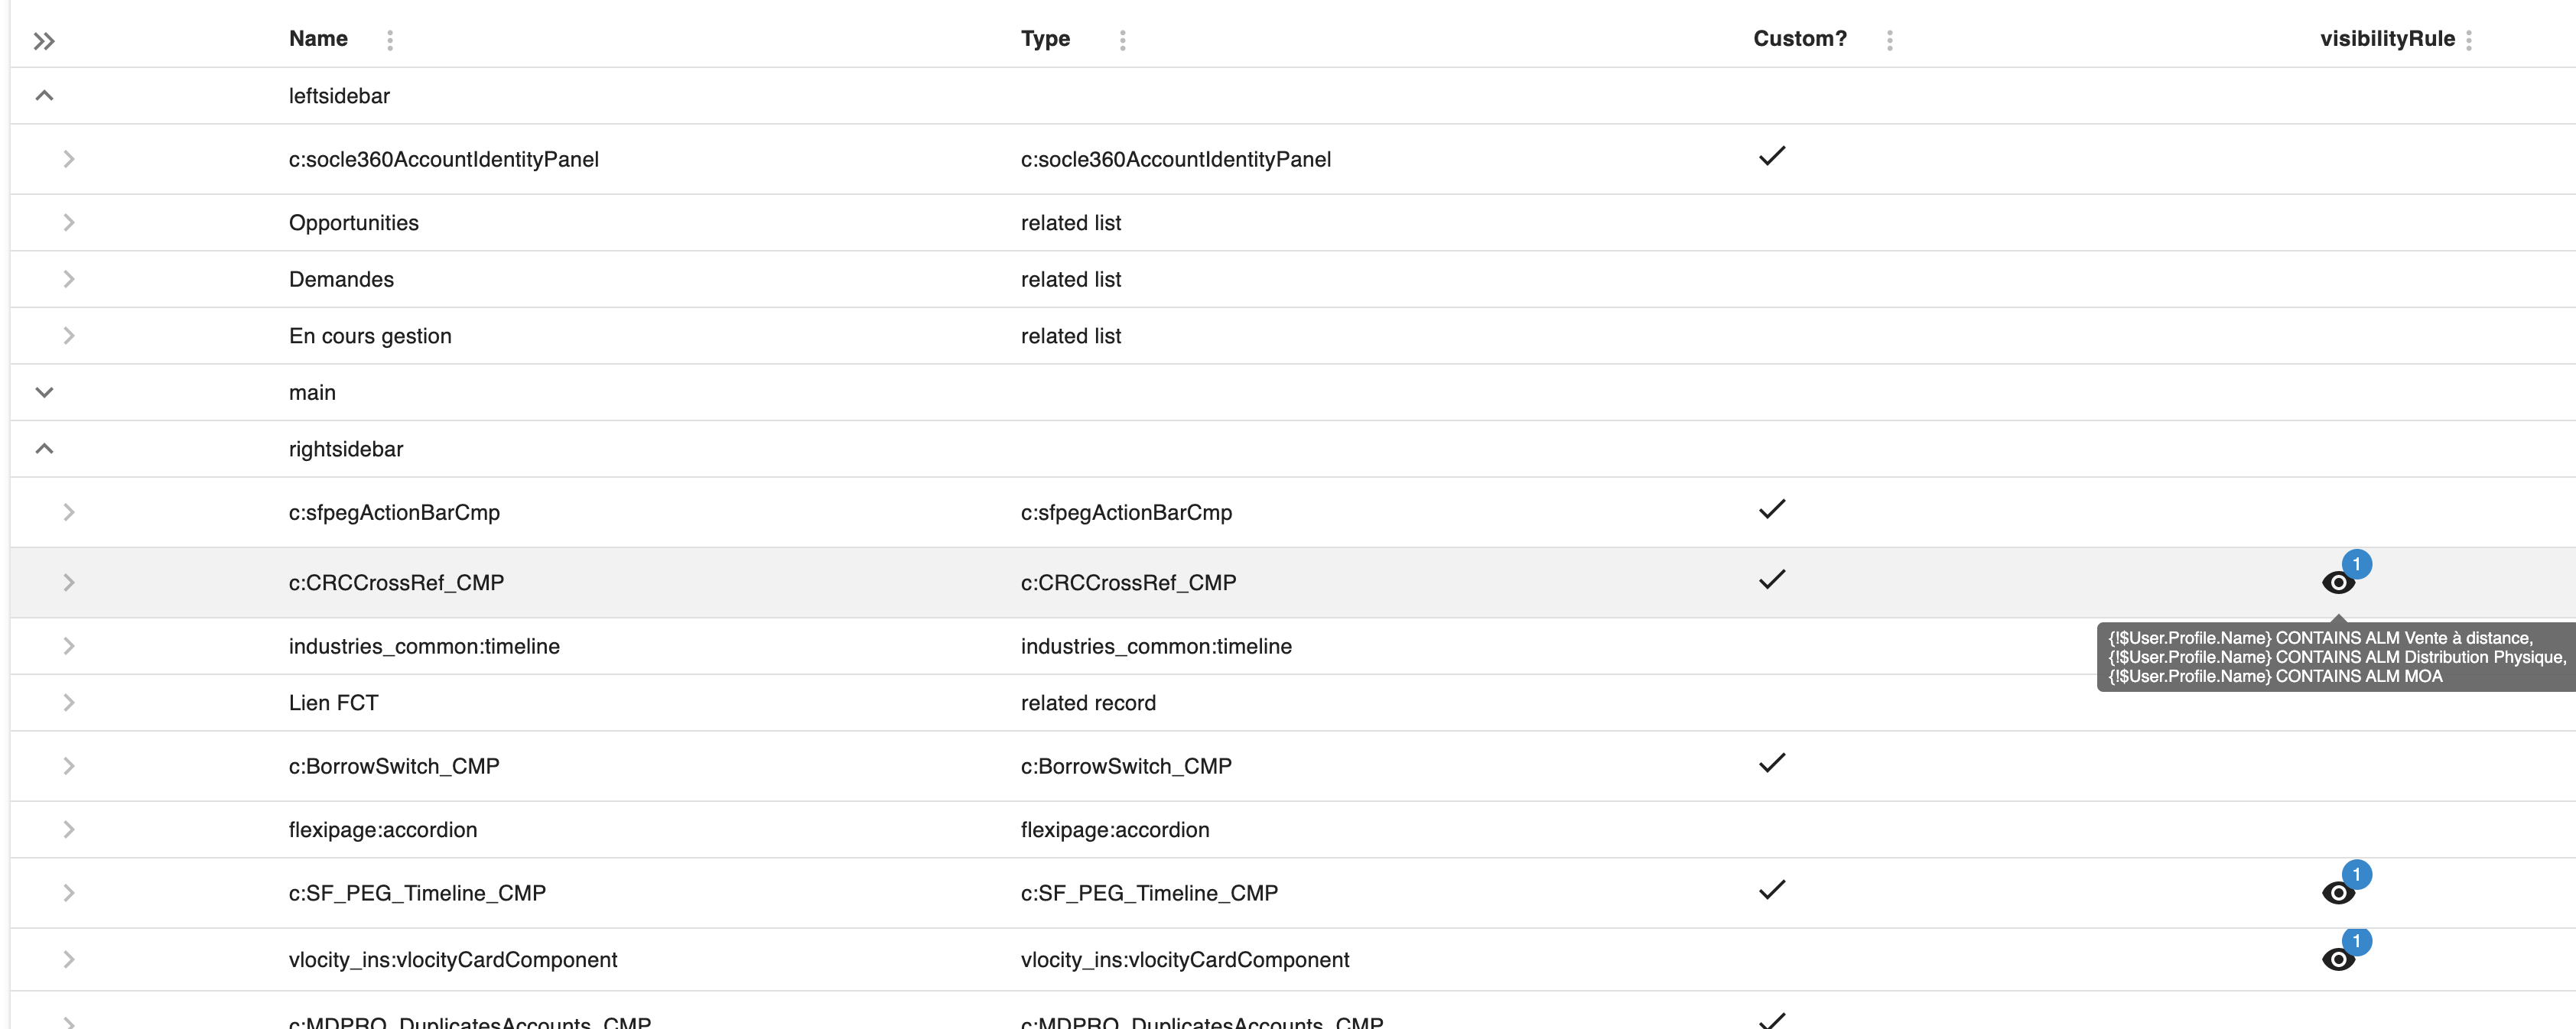 Name Type Custom? visibilityRule
leftsidebar
c:socle360AccountIdentityPanel c:socle360AccountIdentityPanel
Opportunities related list
Demandes related list
En cours gestion related list
main
rightsidebar
c:sfpegActionBarCmp c:sfpegActionBarCmp
c:CRCCrossRef_CMP c:CRCCrossRef_CMP 1
{!$User.Profile.Name} CONTAINS ALM Vente à distance,
industries_common:timeline industries_common:timeline
{!$User.Profile.Name} CONTAINS ALM Distribution Physique,
{!$User.Profile.Name} CONTAINS ALM MOA
Lien FCT related record
c:BorrowSwitch_CMP c:BorrowSwitch_CMP
flexipage:accordion flexipage:accordion
c:SF_PEG_Timeline_CMP c:SF_PEG_Timeline_CMP 1
vlocity_ins:vlocityCardComponent vlocity_ins:vlocityCardComponent 1
c:MDPRO_DuplicatesAccounts_CMP c:MDPRO_DuplicatesAccounts_CMP